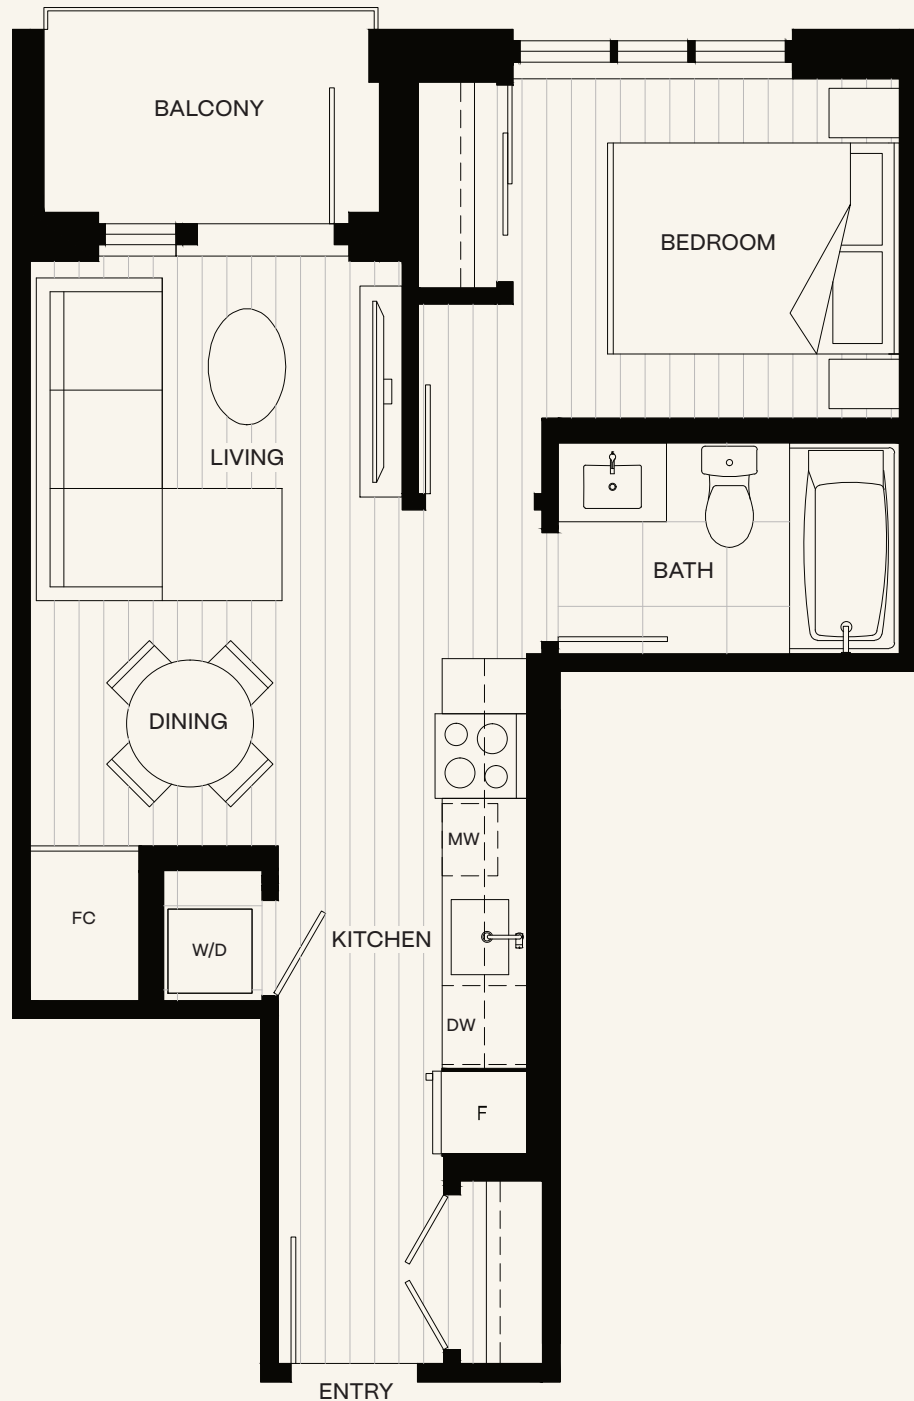 BALCONY
BEDROOM
LIVING
BATH
DINING
MW
FC
KITCHEN
W/D
DW
F
ENTRY